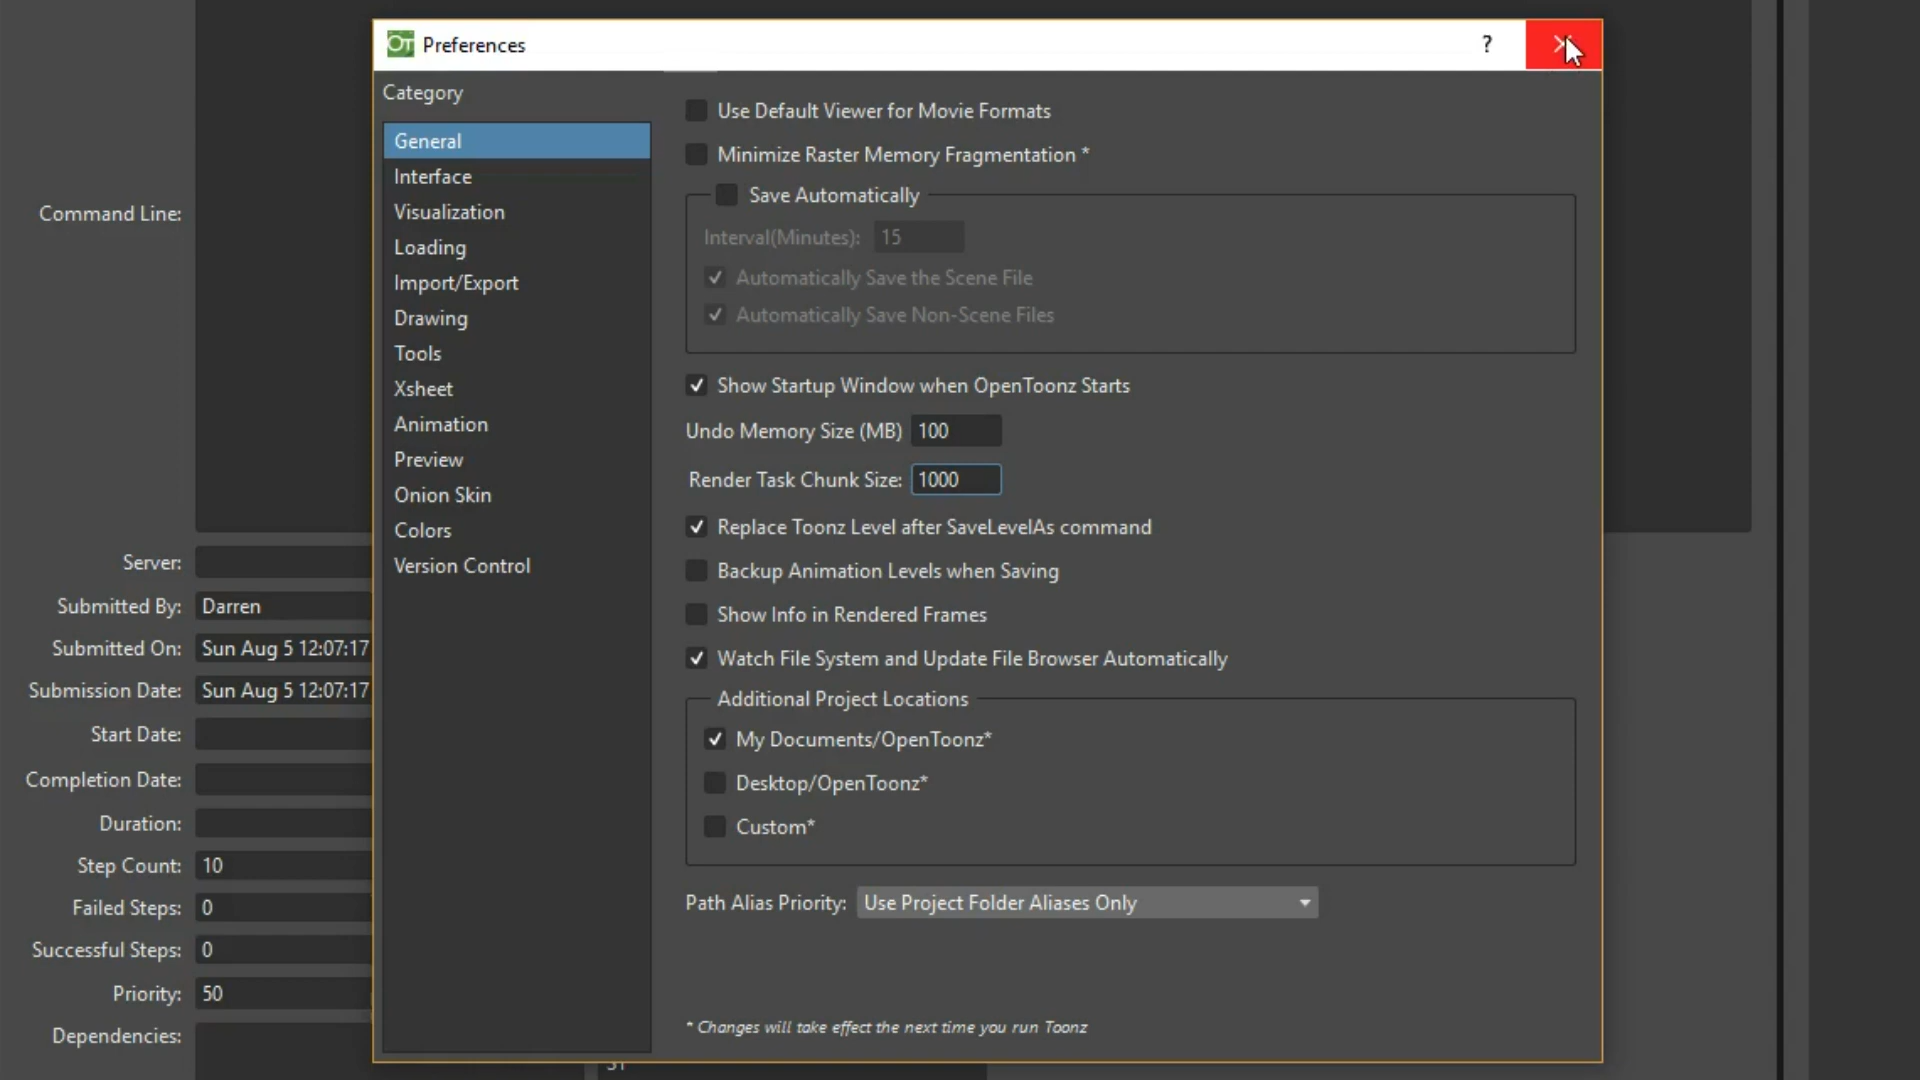 OT Preferences ?
Category
General
Interface
Visualization
Loading
Import/Export
Drawing
Tools
Xsheet
Animation
Preview
Onion Skin
Colors
Version Control
Use Default Viewer for Movie Formats
Minimize Raster Memory Fragmentation *
Save Automatically
Interval(Minutes): 15
Automatically Save the Scene File
Automatically Save Non-Scene Files
Show Startup Window when OpenToonz Starts
Undo Memory Size (MB) 100
Render Task Chunk Size: 1000
Replace Toonz Level after SaveLevelAs command
Backup Animation Levels when Saving
Show Info in Rendered Frames
Watch File System and Update File Browser Automatically
Additional Project Locations
My Documents/OpenToonz*
Desktop/OpenToonz*
Custom*
Path Alias Priority: Use Project Folder Aliases Only
* Changes will take effect the next time you run Toonz
Command Line:
Server:
Submitted By: Darren
Submitted On: Sun Aug 5 12:07:17
Submission Date: Sun Aug 5 12:07:17
Start Date:
Completion Date:
Duration:
Step Count: 10
Failed Steps: 0
Successful Steps: 0
Priority: 50
Dependencies: